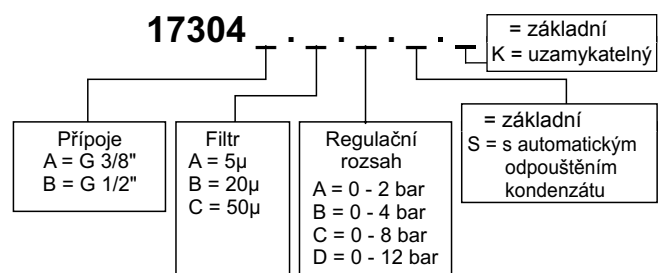 17304 _ . _ . _ . _ . _
= základní
K = uzamykatelný
Přípoje
A = G 3/8"
B = G 1/2"
Filtr
A = 5µ
B = 20µ
C = 50µ
Regulační
rozsah
A = 0 - 2 bar
B = 0 - 4 bar
C = 0 - 8 bar
D = 0 - 12 bar
= základní
S = s automatickým
odpouštěním
kondenzátu